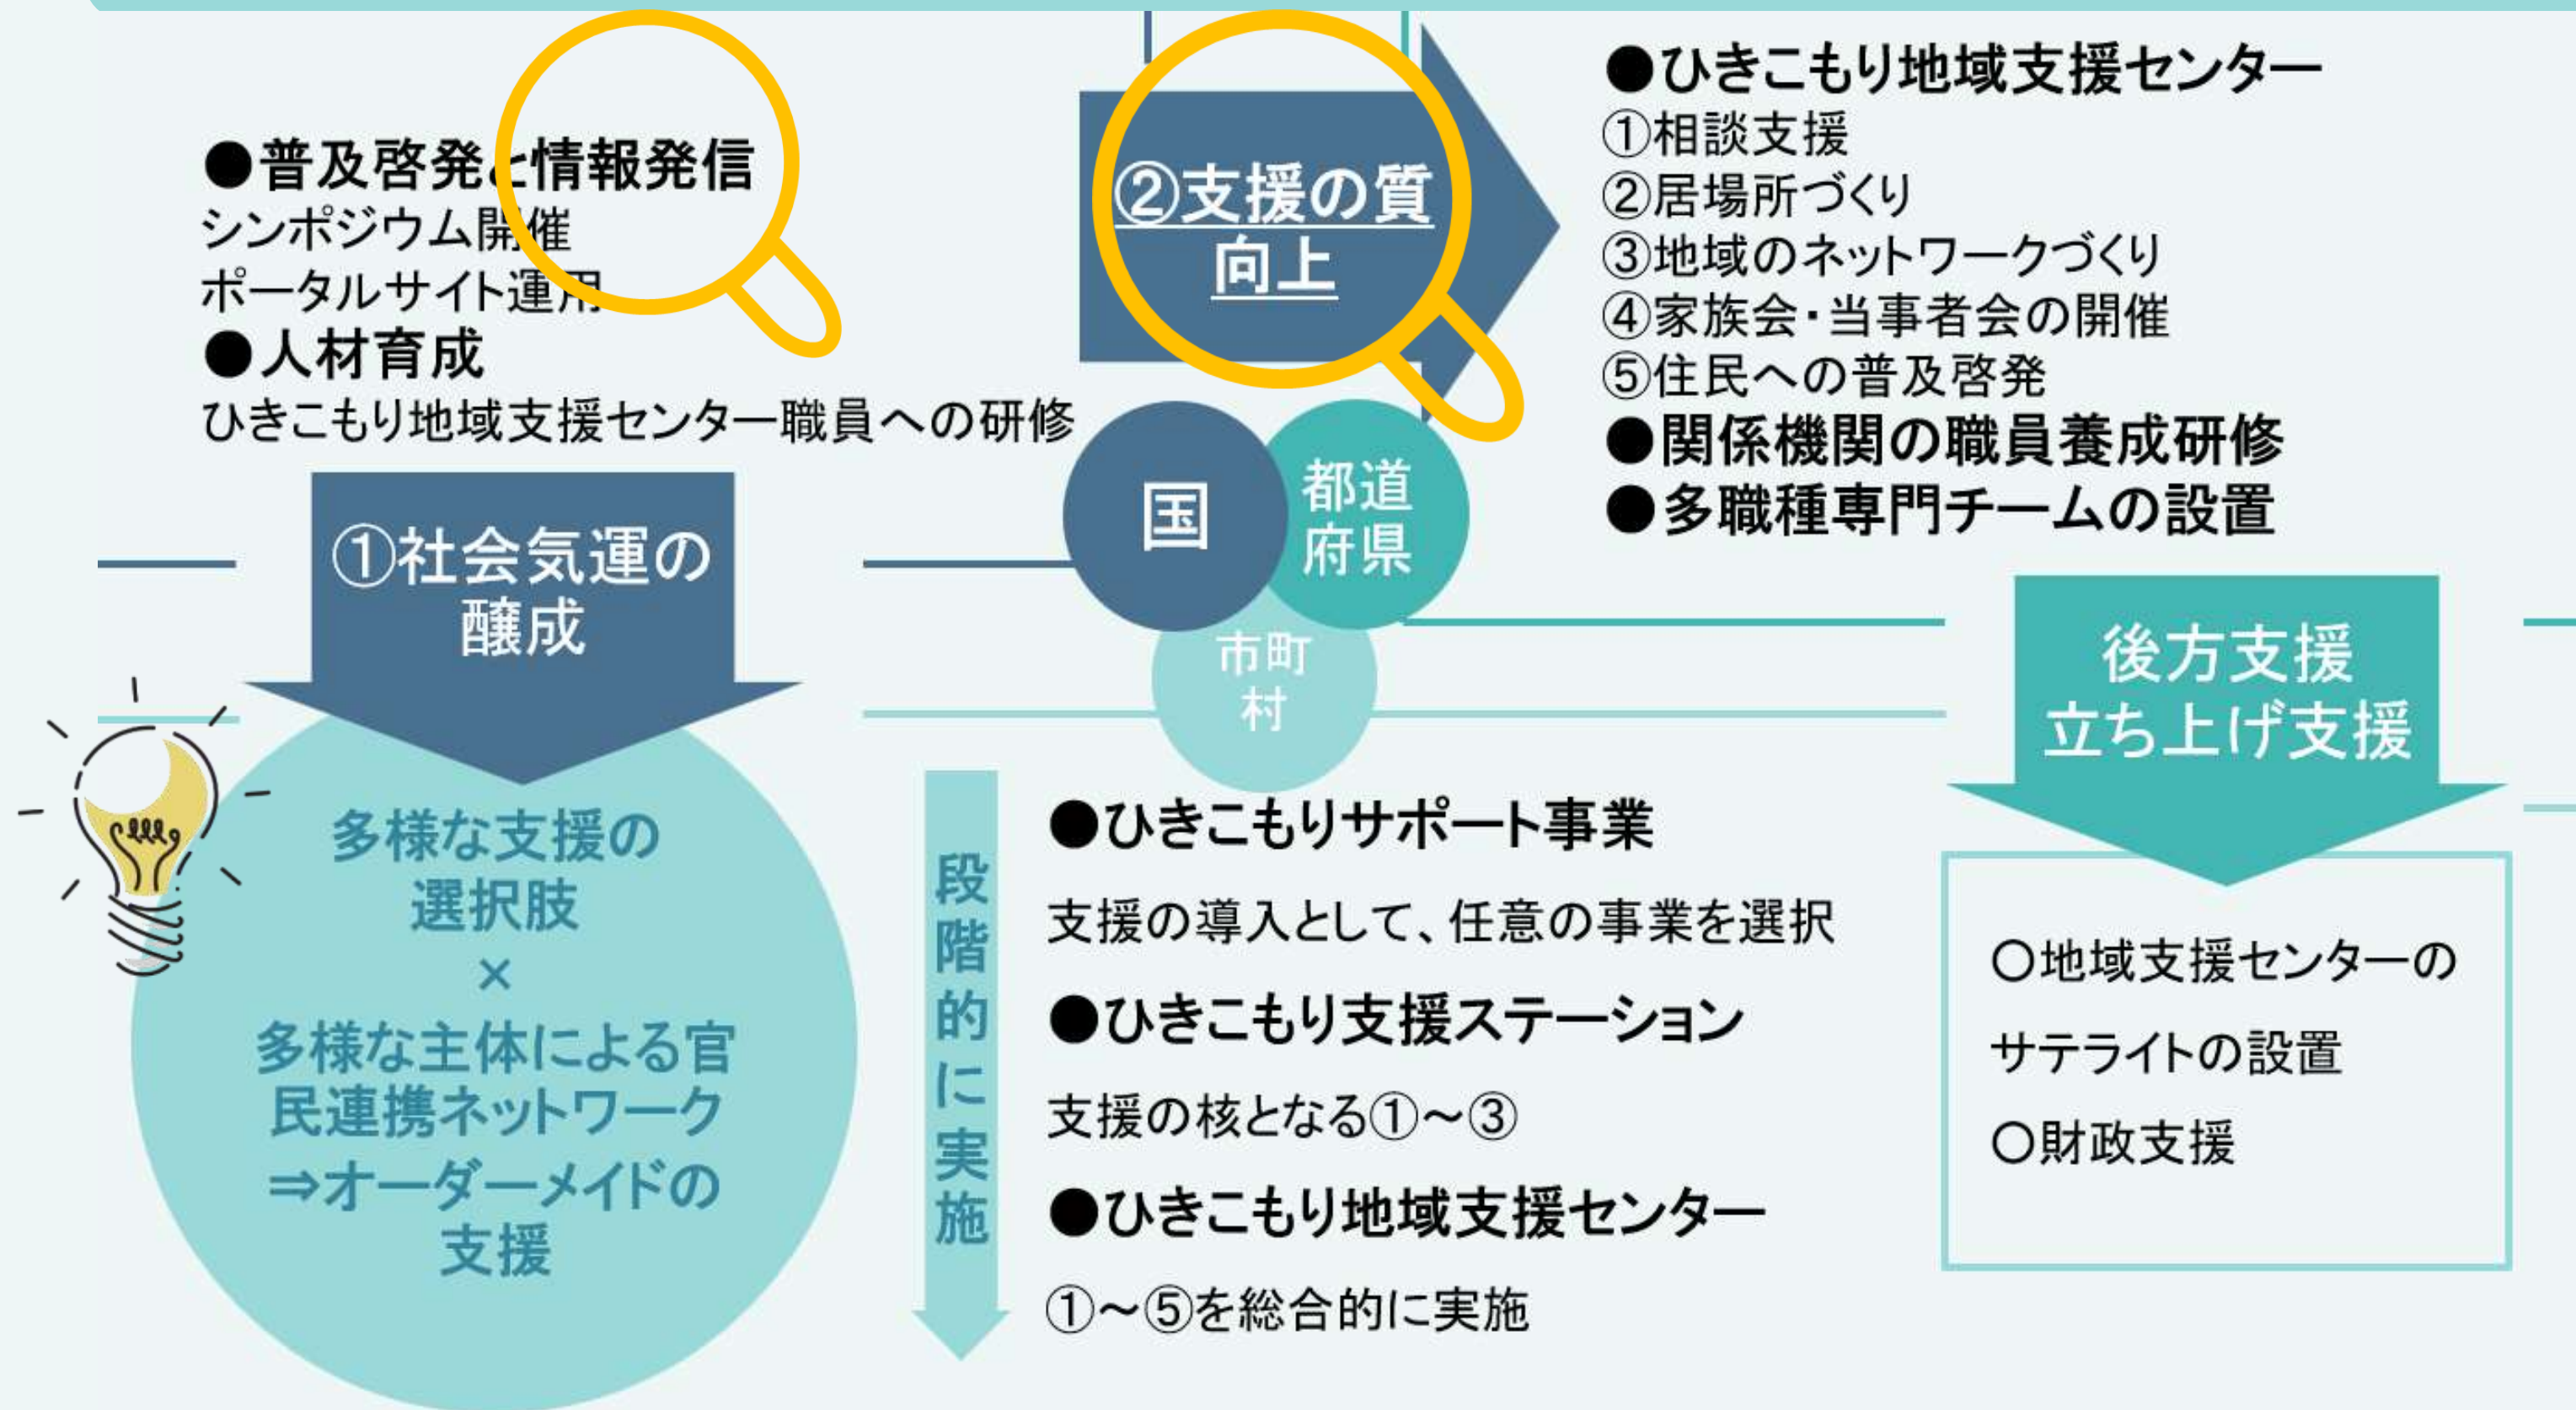 ●普及啓発と情報発信
シンポジウム開催
ポータルサイト運用
●人材育成
ひきこもり地域支援センター職員への研修
①社会気運の
醸成
多様な支援の
選択肢
×
多様な主体による官
民連携ネットワーク
⇒オーダーメイドの
支援
②支援の質
向上
国
都道
府県
市町
村
●ひきこもり地域支援センター
①相談支援
②居場所づくり
③地域のネットワークづくり
④家族会・当事者会の開催
⑤住民への普及啓発
●関係機関の職員養成研修
●多職種専門チームの設置
段階的に実施
●ひきこもりサポート事業
支援の導入として、任意の事業を選択
●ひきこもり支援ステーション
支援の核となる①～③
●ひきこもり地域支援センター
①～⑤を総合的に実施
後方支援
立ち上げ支援
〇地域支援センターの
サテライトの設置
〇財政支援